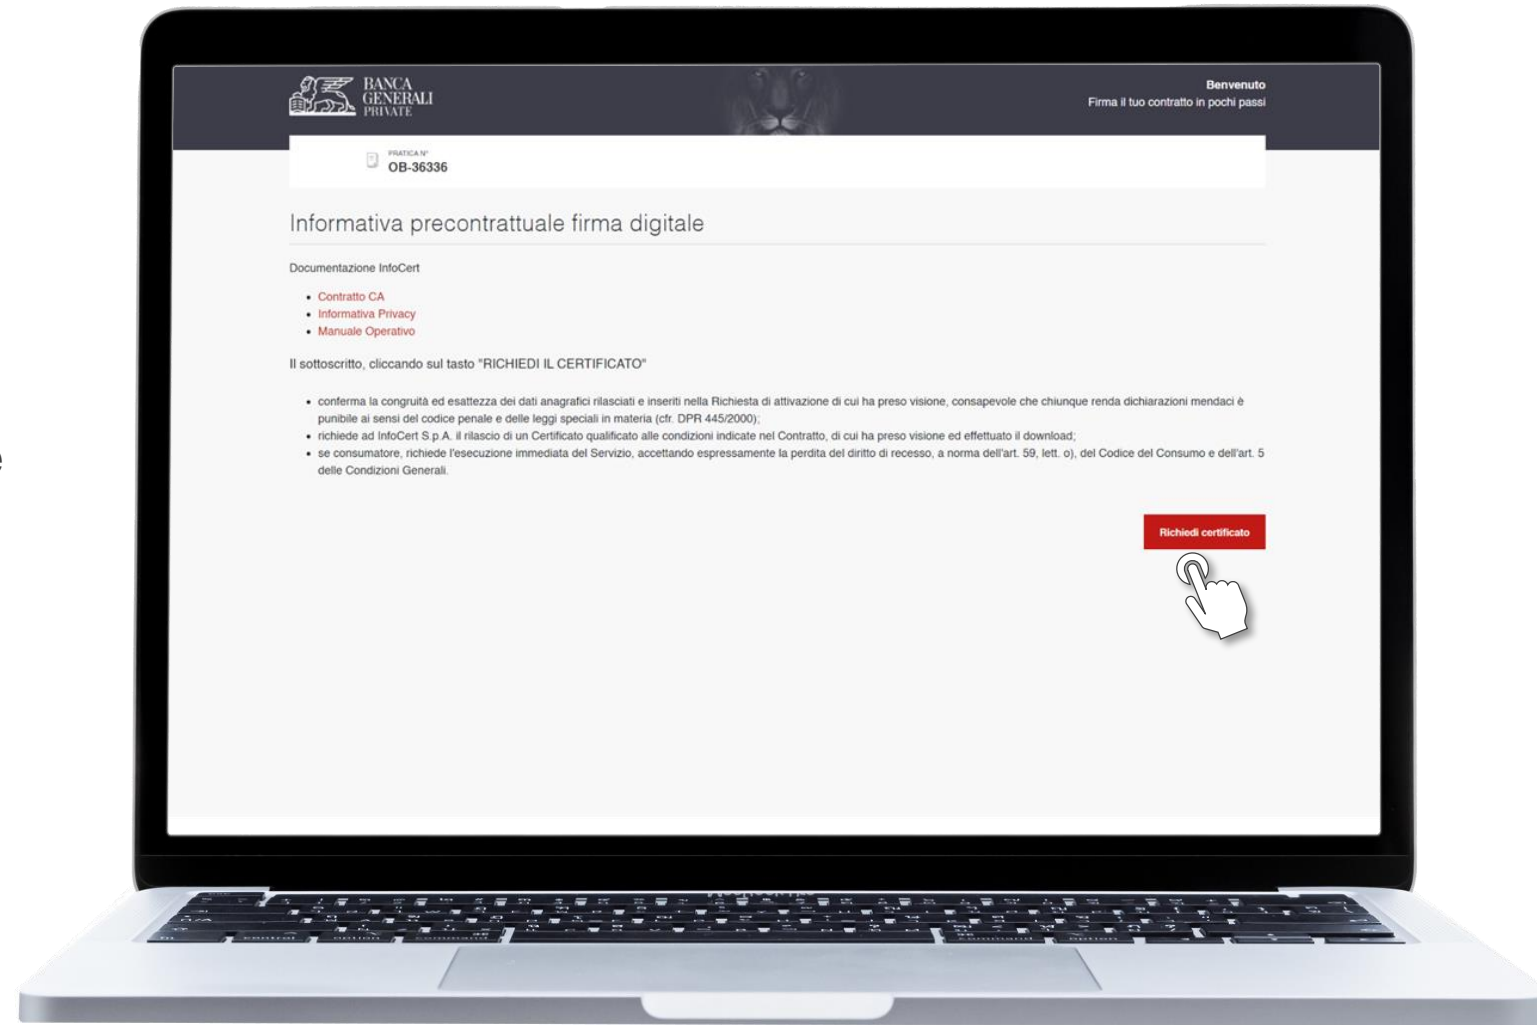 BANCA
GENERALI
PRIVATE
Benvenuto
Firma il tuo contratto in pochi passi
PRATICA N°
OB-36336
Informativa precontrattuale firma digitale
Documentazione InfoCert
• Contratto CA
• Informativa Privacy
• Manuale Operativo
Il sottoscritto, cliccando sul tasto "RICHIEDI IL CERTIFICATO"
• conferma la congruità ed esattezza dei dati anagrafici rilasciati e inseriti nella Richiesta di attivazione di cui ha preso visione, consapevole che chiunque renda dichiarazioni mendaci è
punibile ai sensi del codice penale e delle leggi speciali in materia (cfr. DPR 445/2000);
• richiede ad InfoCert S.p.A. il rilascio di un Certificato qualificato alle condizioni indicate nel Contratto, di cui ha preso visione ed effettuato il download;
• se consumatore, richiede l'esecuzione immediata del Servizio, accettando espressamente la perdita del diritto di recesso, a norma dell'art. 59, lett. o), del Codice del Consumo e dell'art. 5
delle Condizioni Generali.
e
Richiedi certificato
control option command command option